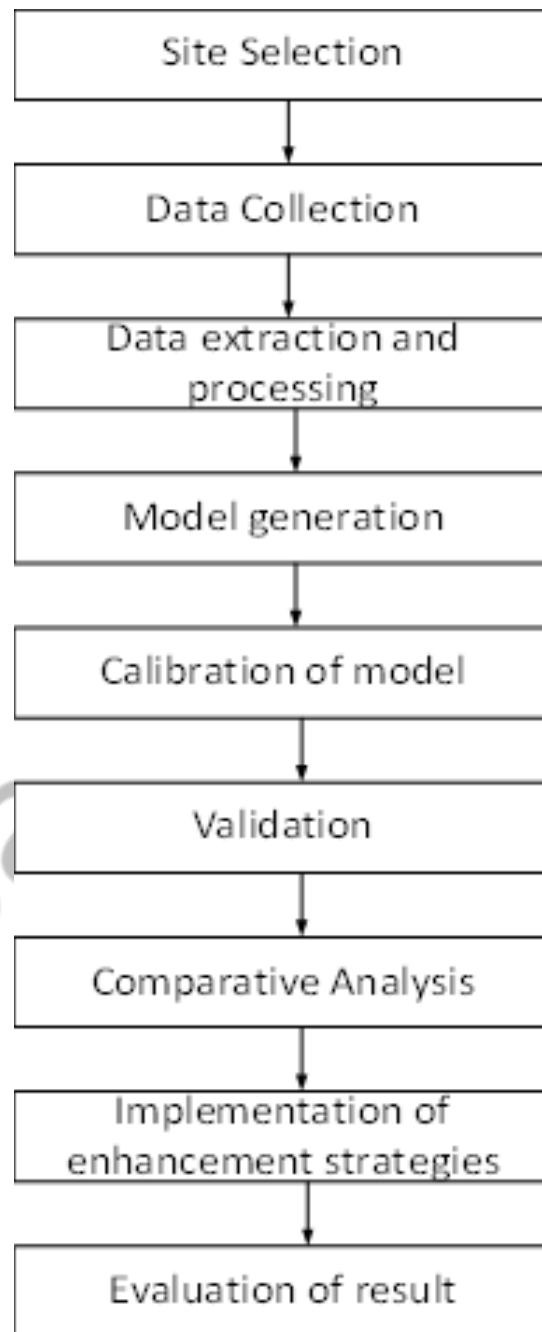 Site Selection
Data Collection
Data extraction and
processing
Model generation
Calibration of model
Validation
Comparative Analysis
Implementation of
enhancement strategies
Evaluation of result